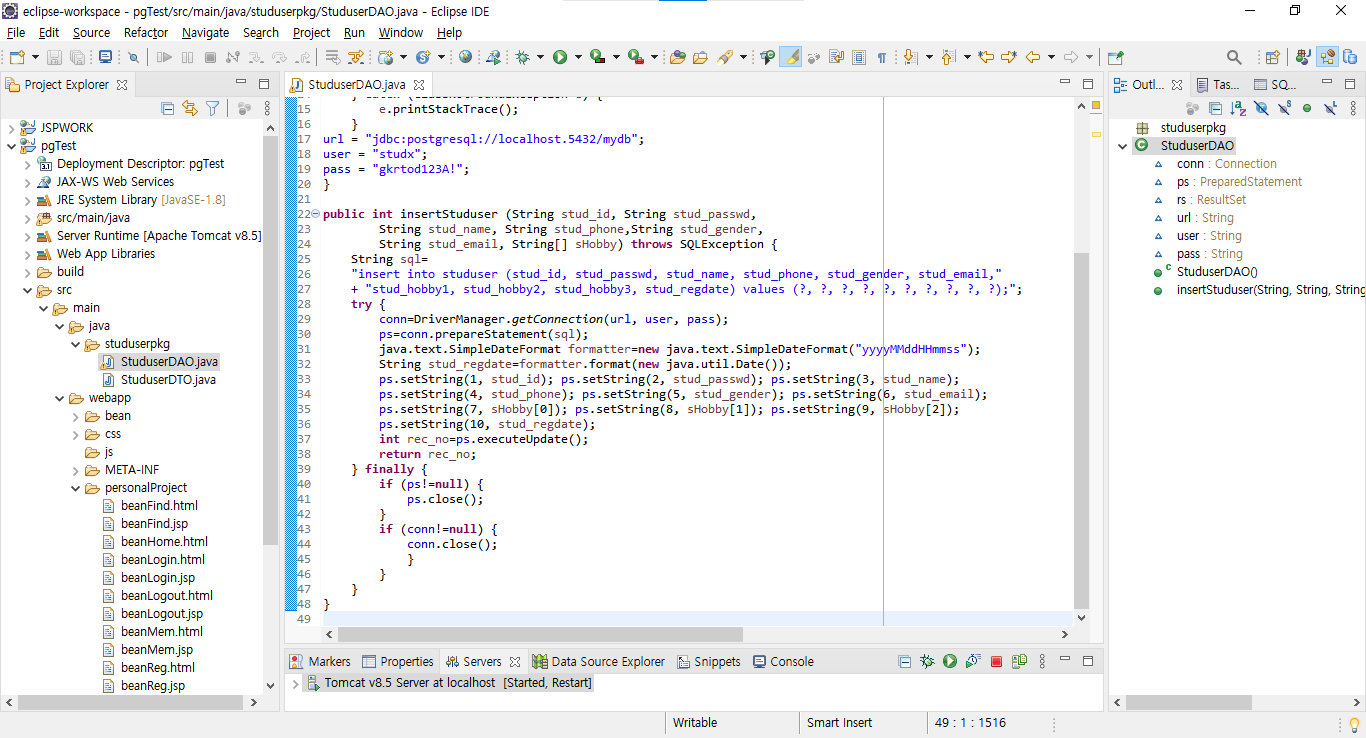 eclipse-workspace - pgTest/src/main/java/studuserpkg/StuduserDAO.java - Eclipse IDE
File Edit Source Refactor Navigate Search Project Run Window Help
Project Explorer
JSPWORK
pgTest
Deployment Descriptor: pgTest
JAX-WS Web Services
JRE System Library [JavaSE-1.8]
src/main/java
Server Runtime [Apache Tomcat v8.5]
Web App Libraries
build
src
main
java
studuserpkg
StuduserDAO.java
StuduserDTO.java
webapp
bean
css
js
META-INF
personalProject
beanFind.html
beanFind.jsp
beanHome.html
beanLogin.html
beanLogin.jsp
beanLogout.html
beanLogout.jsp
beanMem.html
beanMem.jsp
beanReg.html
beanReg.jsp
StuduserDAO.java
15 e.printStackTrace();
16 }
17 url = "jdbc:postgresql://localhost.5432/mydb";
18 user = "studx";
19 pass = "gkrtod123A!";
20 }
21
22 public int insertStuduser (String stud_id, String stud_passwd,
23 String stud_name, String stud_phone,String stud_gender,
24 String stud_email, String[] sHobby) throws SQLException {
25 String sql=
26 "insert into studuser (stud_id, stud_passwd, stud_name, stud_phone, stud_gender, stud_email,"
27 + "stud_hobby1, stud_hobby2, stud_hobby3, stud_regdate) values (?, ?, ?, ?, ?, ?, ?, ?, ?, ?);";
28 try {
29 conn=DriverManager.getConnection(url, user, pass);
30 ps=conn.prepareStatement(sql);
31 java.text.SimpleDateFormat formatter=new java.text.SimpleDateFormat("yyyyMMddHHmmss");
32 String stud_regdate=formatter.format(new java.util.Date());
33 ps.setString(1, stud_id); ps.setString(2, stud_passwd); ps.setString(3, stud_name);
34 ps.setString(4, stud_phone); ps.setString(5, stud_gender); ps.setString(6, stud_email);
35 ps.setString(7, sHobby[0]); ps.setString(8, sHobby[1]); ps.setString(9, sHobby[2]);
36 ps.setString(10, stud_regdate);
37 int rec_no=ps.executeUpdate();
38 return rec_no;
39 } finally {
40 if (ps!=null) {
41 ps.close();
42 }
43 if (conn!=null) {
44 conn.close();
45 }
46 }
47 }
48 }
49
Outl... Tas... SQ...
studuserpkg
StuduserDAO
conn : Connection
ps : PreparedStatement
rs : ResultSet
url : String
user : String
pass : String
StuduserDAO()
insertStuduser(String, String, String
Markers Properties Servers Data Source Explorer Snippets Console
Tomcat v8.5 Server at localhost [Started, Restart]
Writable Smart Insert 49 : 1 : 1516